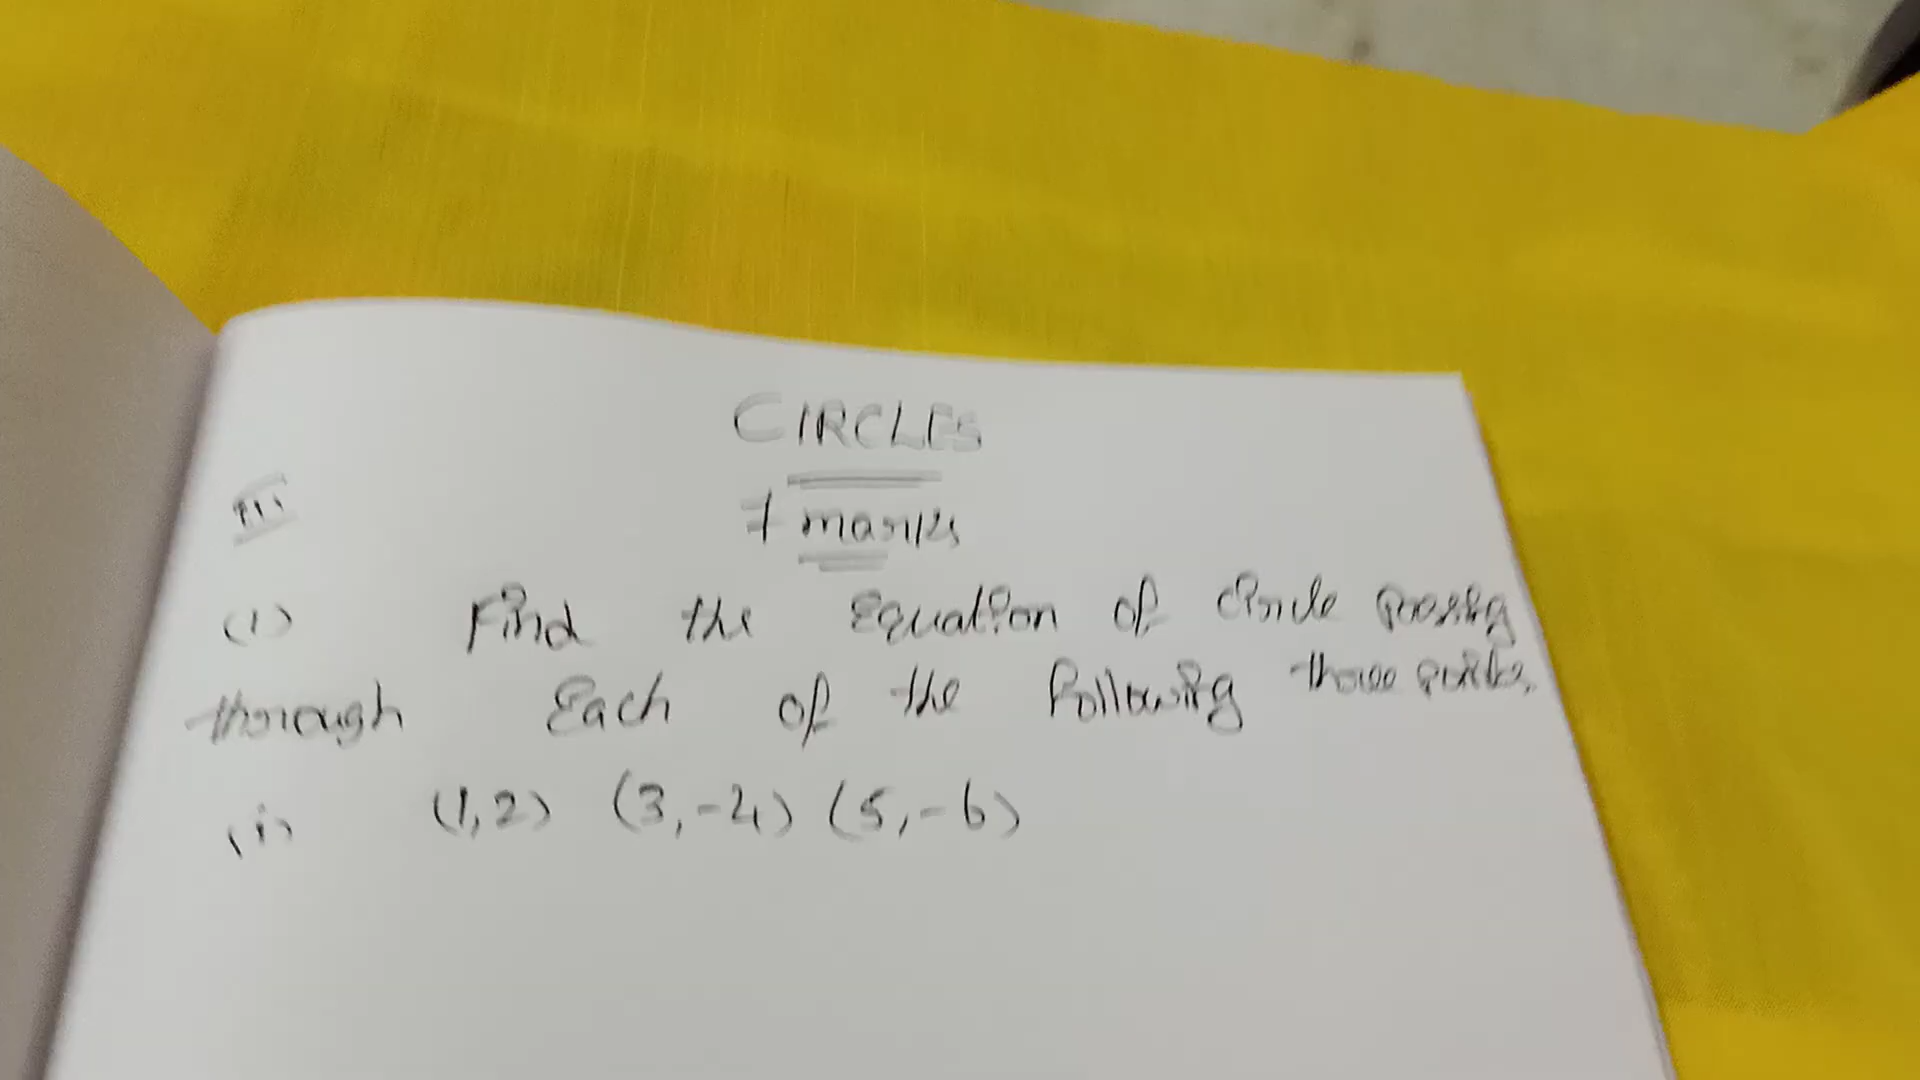 CIRCLES
III
7 marks
(1) Find the Equation of circle passing
through Each of the following three points.
(i) (1,2) (3,-4) (5,-6)